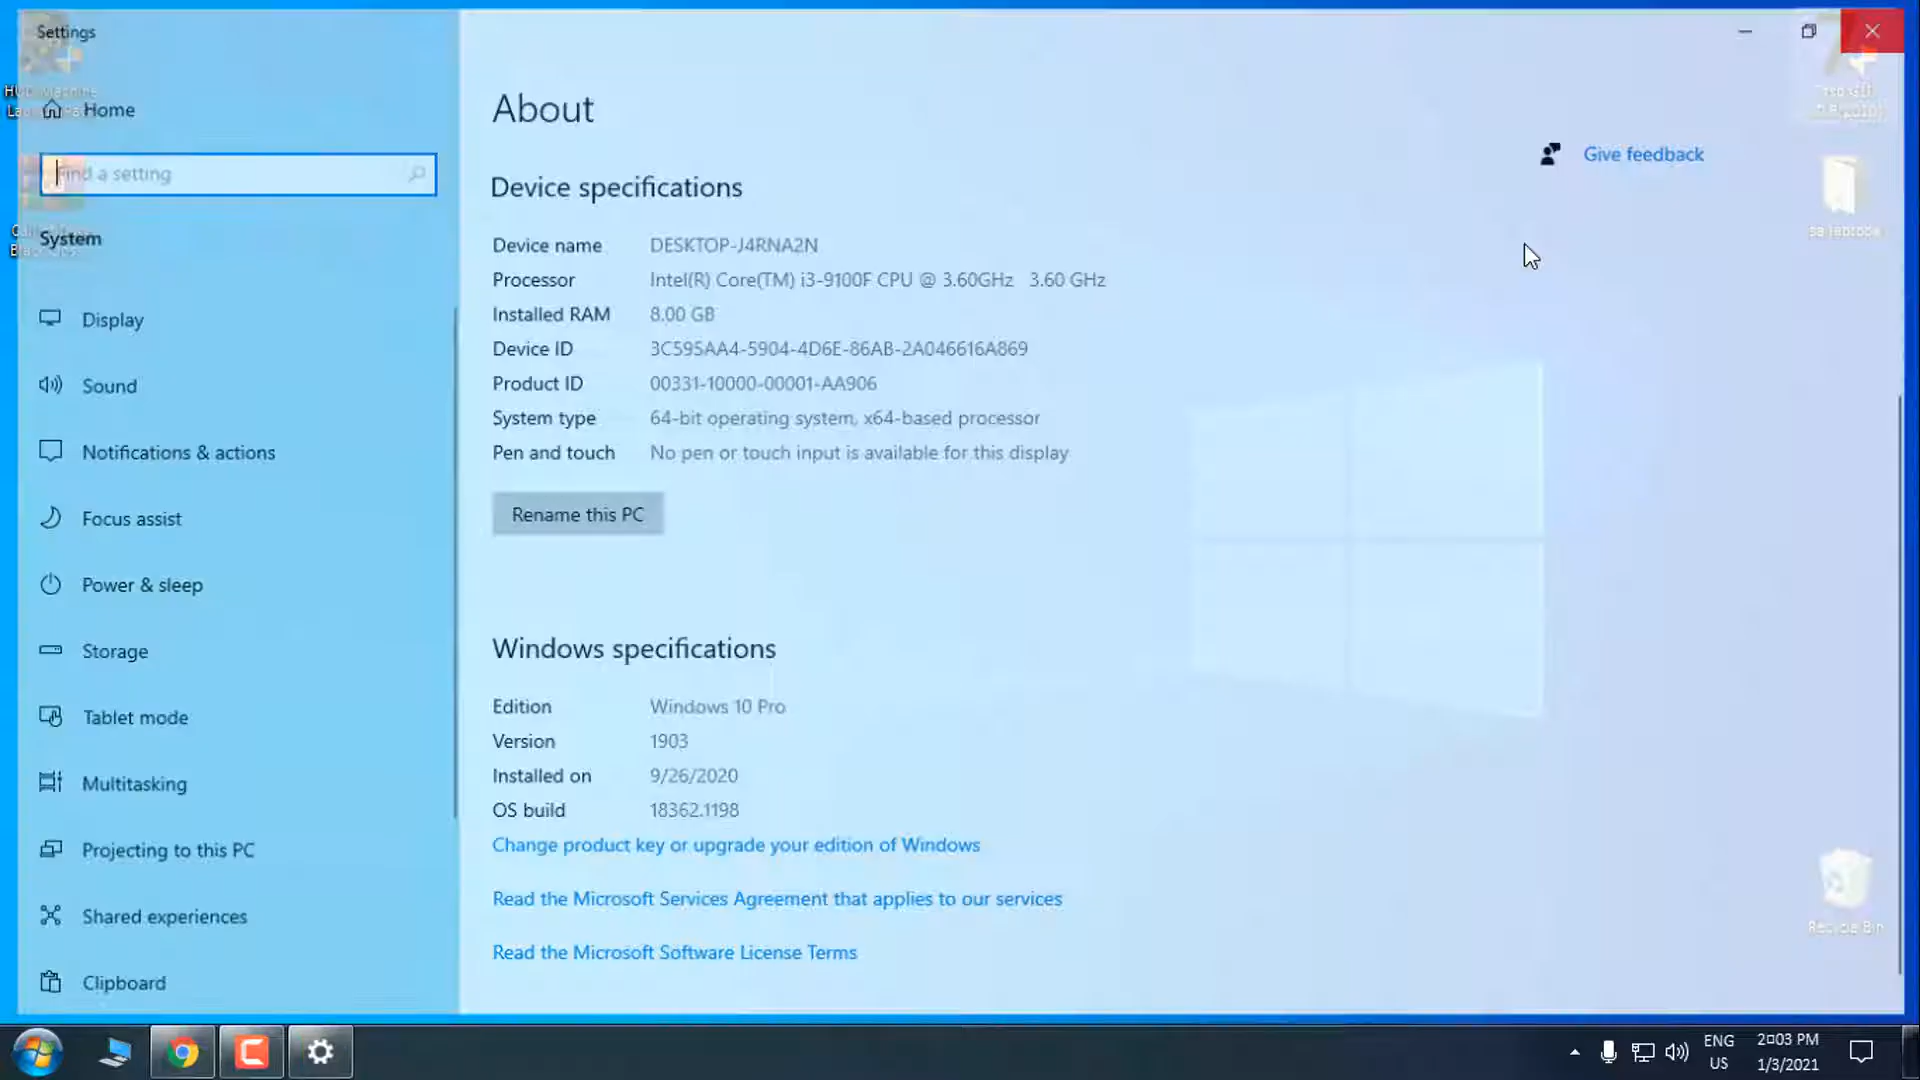 Settings
Home
Find a setting
System
Display
Sound
Notifications & actions
Focus assist
Power & sleep
Storage
Tablet mode
Multitasking
Projecting to this PC
Shared experiences
Clipboard
About
Give feedback
Device specifications
Device name DESKTOP-J4RNA2N
Processor Intel(R) Core(TM) i3-9100F CPU @ 3.60GHz 3.60 GHz
Installed RAM 8.00 GB
Device ID 3C595AA4-5904-4D6E-86AB-2A046616A869
Product ID 00331-10000-00001-AA906
System type 64-bit operating system, x64-based processor
Pen and touch No pen or touch input is available for this display
Rename this PC
Windows specifications
Edition Windows 10 Pro
Version 1903
Installed on 9/26/2020
OS build 18362.1198
Change product key or upgrade your edition of Windows
Read the Microsoft Services Agreement that applies to our services
Read the Microsoft Software License Terms
Recycle Bin
ENG
US
2□03 PM
1/3/2021